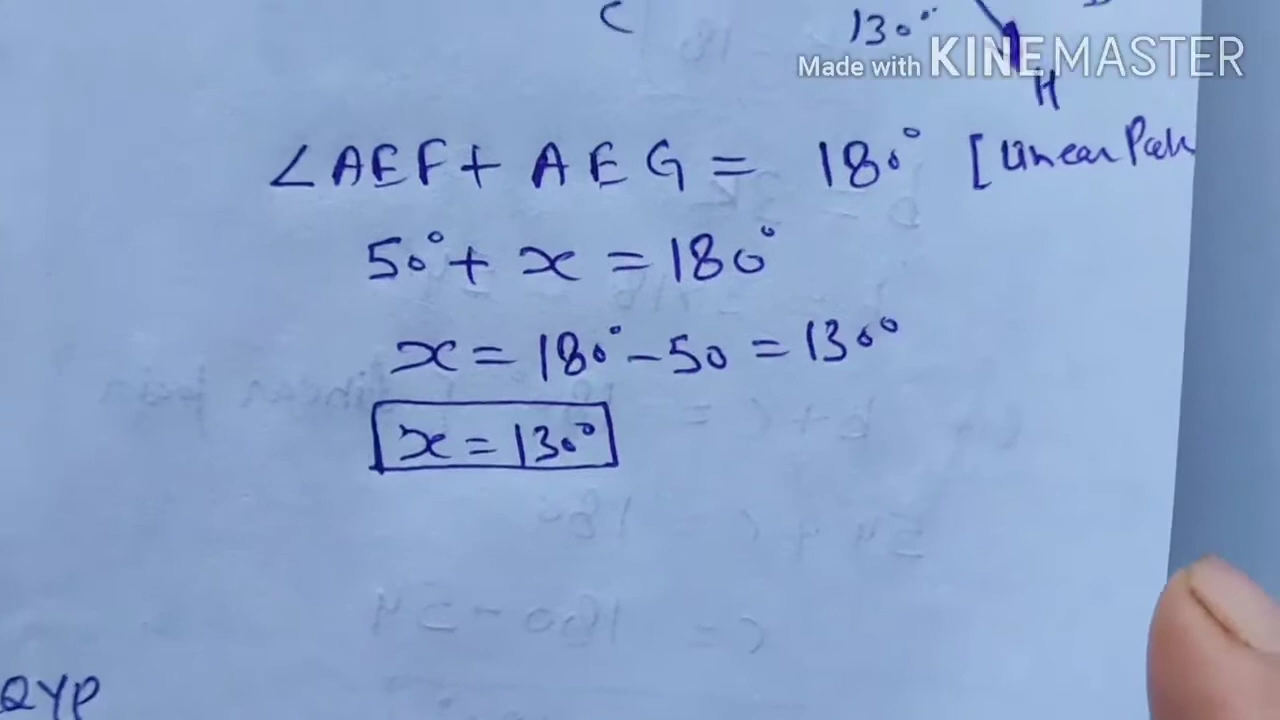 C 130°
Made with KINEMASTER
H
∠AEF + AEG = 180° [Linear Pair
50° + x = 180°
x = 180° - 50 = 130°
x = 130°
QYP